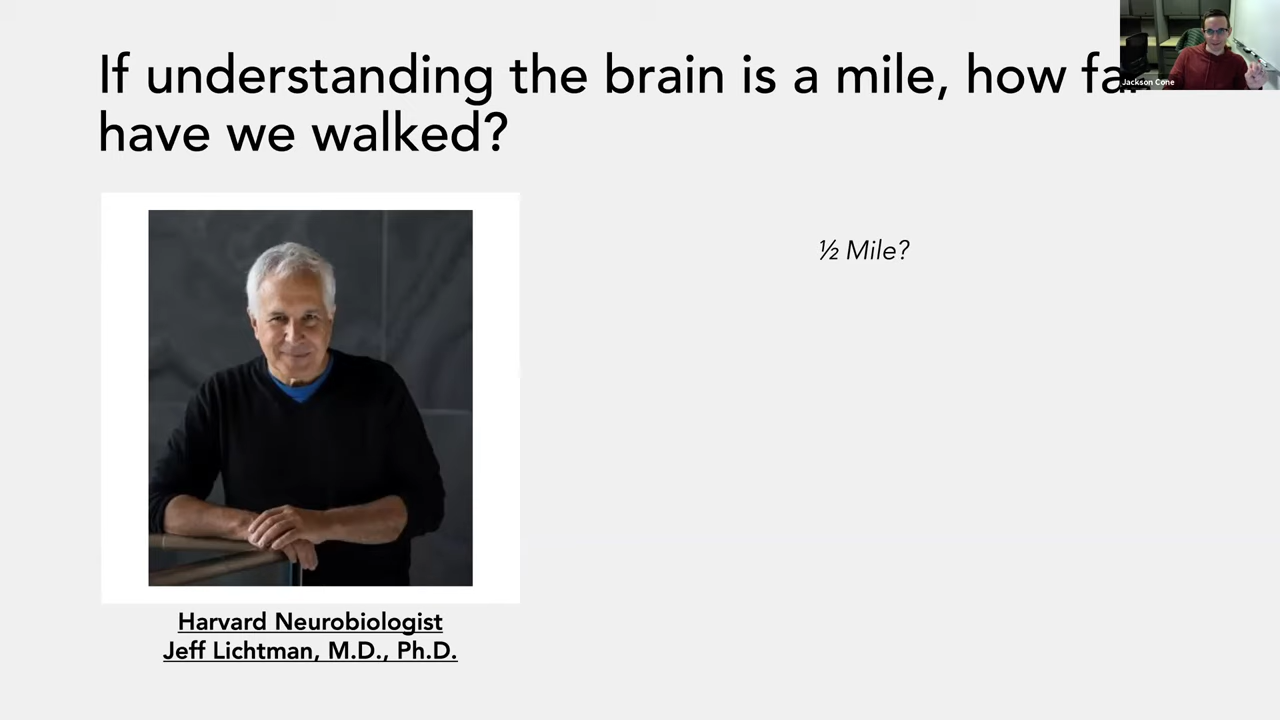 If understanding the brain is a mile, how far
have we walked?
Jackson Cone
½ Mile?
Harvard Neurobiologist
Jeff Lichtman, M.D., Ph.D.